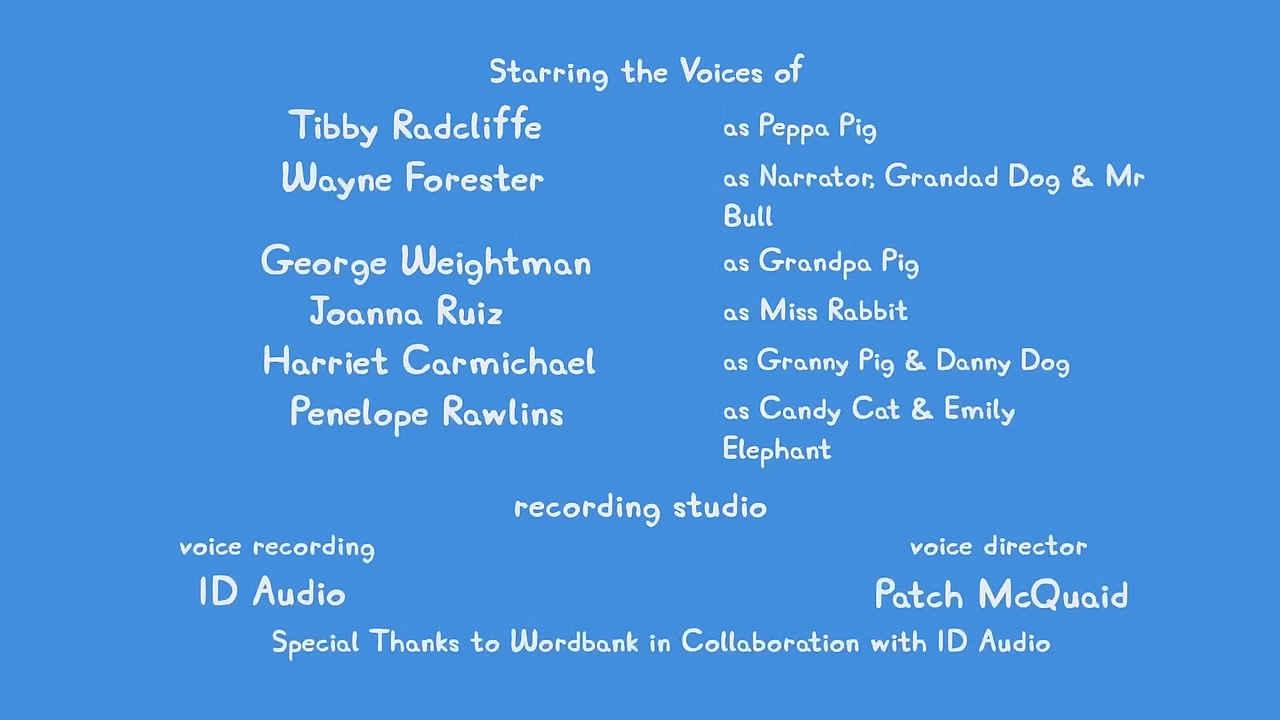 Starring the Voices of
Tibby Radcliffe as Peppa Pig
Wayne Forester as Narrator, Grandad Dog & Mr
Bull
George Weightman as Grandpa Pig
Joanna Ruiz as Miss Rabbit
Harriet Carmichael as Granny Pig & Danny Dog
Penelope Rawlins as Candy Cat & Emily
Elephant
recording studio
voice recording voice director
ID Audio Patch McQuaid
Special Thanks to Wordbank in Collaboration with ID Audio